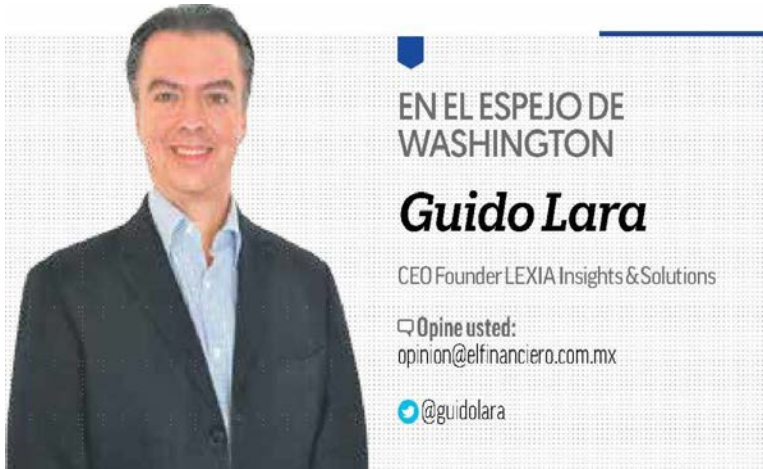 EN EL ESPEJO DE
WASHINGTON
Guido Lara
CEO Founder LEXIA Insights & Solutions
Opine usted:
opinion@elfinanciero.com.mx
@guidolara